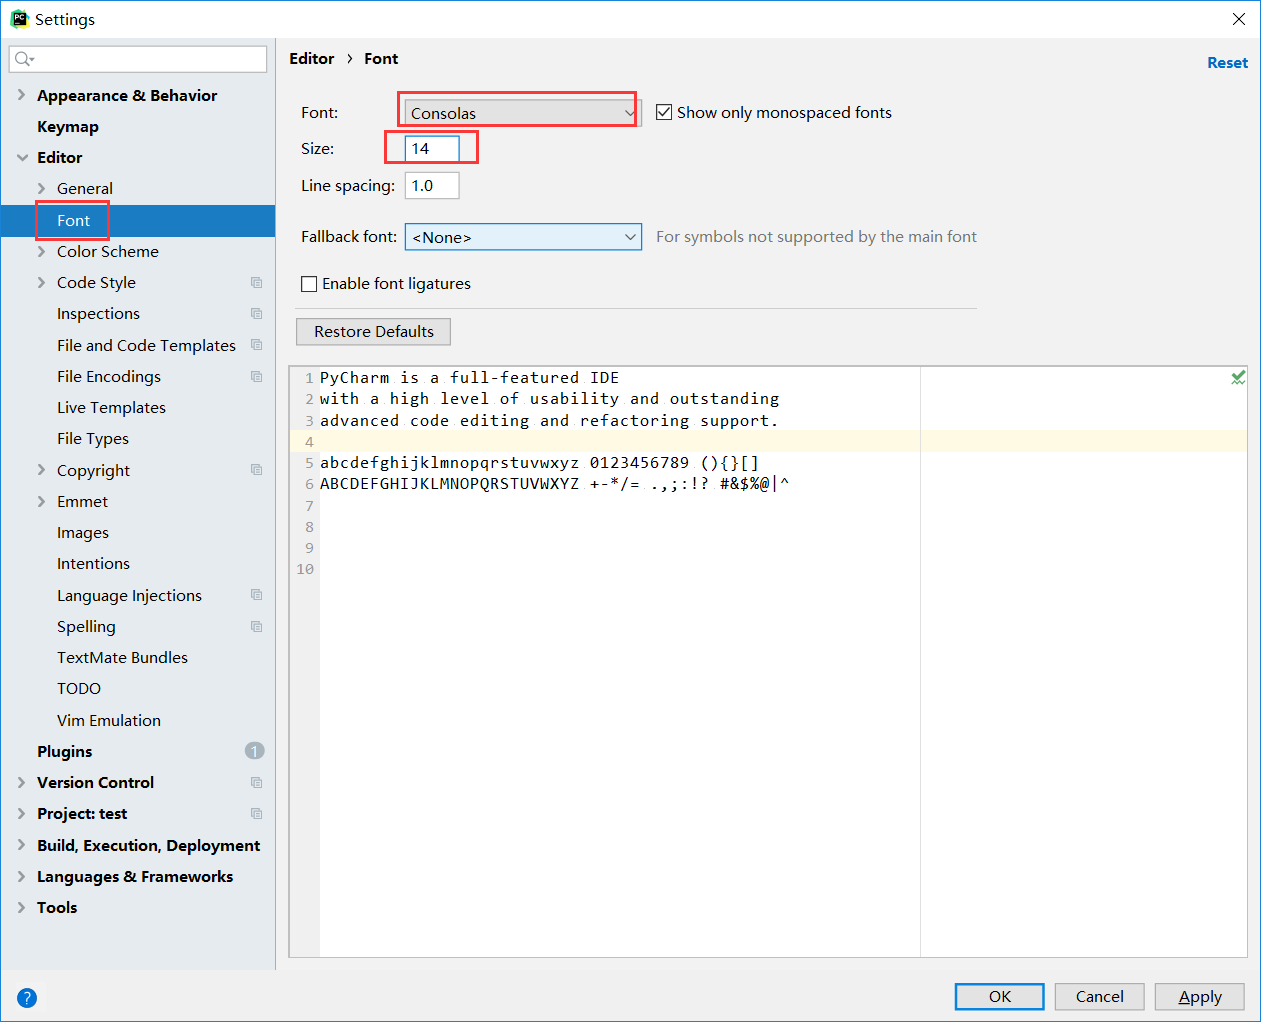 PC Settings
Editor › Font
Reset
Appearance & Behavior
Keymap
Editor
General
Font
Color Scheme
Code Style
Inspections
File and Code Templates
File Encodings
Live Templates
File Types
Copyright
Emmet
Images
Intentions
Language Injections
Spelling
TextMate Bundles
TODO
Vim Emulation
Plugins 1
Version Control
Project: test
Build, Execution, Deployment
Languages & Frameworks
Tools
Font: Consolas Show only monospaced fonts
Size: 14
Line spacing: 1.0
Fallback font: <None> For symbols not supported by the main font
Enable font ligatures
Restore Defaults
1 PyCharm is a full-featured IDE
2 with a high level of usability and outstanding
3 advanced code editing and refactoring support.
4
5 abcdefghijklmnopqrstuvwxyz 0123456789 (){}[]
6 ABCDEFGHIJKLMNOPQRSTUVWXYZ +-*/= .,;:!? #&$%@|^
7
8
9
10
? OK Cancel Apply